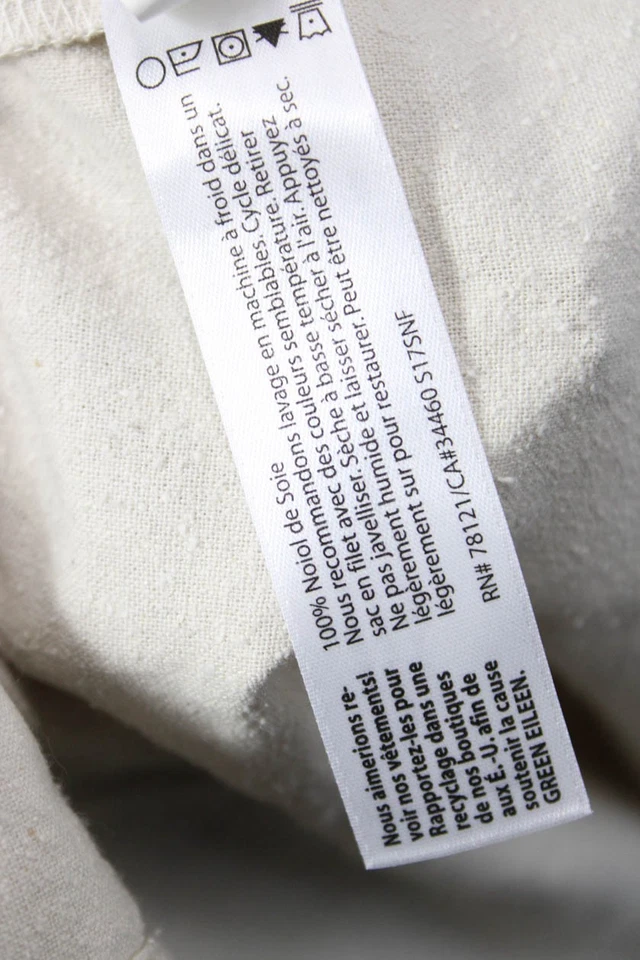 100% Noiol de Soie
Nous recommandons lavage en machine à froid dans un
sac en filet avec des couleurs semblables. Cycle délicat.
Ne pas javelliser. Sèche à basse température. Retirer
légèrement humide et laisser sécher à l'air. Appuyez
légèrement sur pour restaurer. Peut être nettoyés à sec.
RN# 78121/CA#34460 S17SNF
Nous aimerions re-
voir nos vêtements!
Rapportez-les pour
recyclage dans une
de nos boutiques
aux É.-U. afin de
soutenir la cause
GREEN EILEEN.